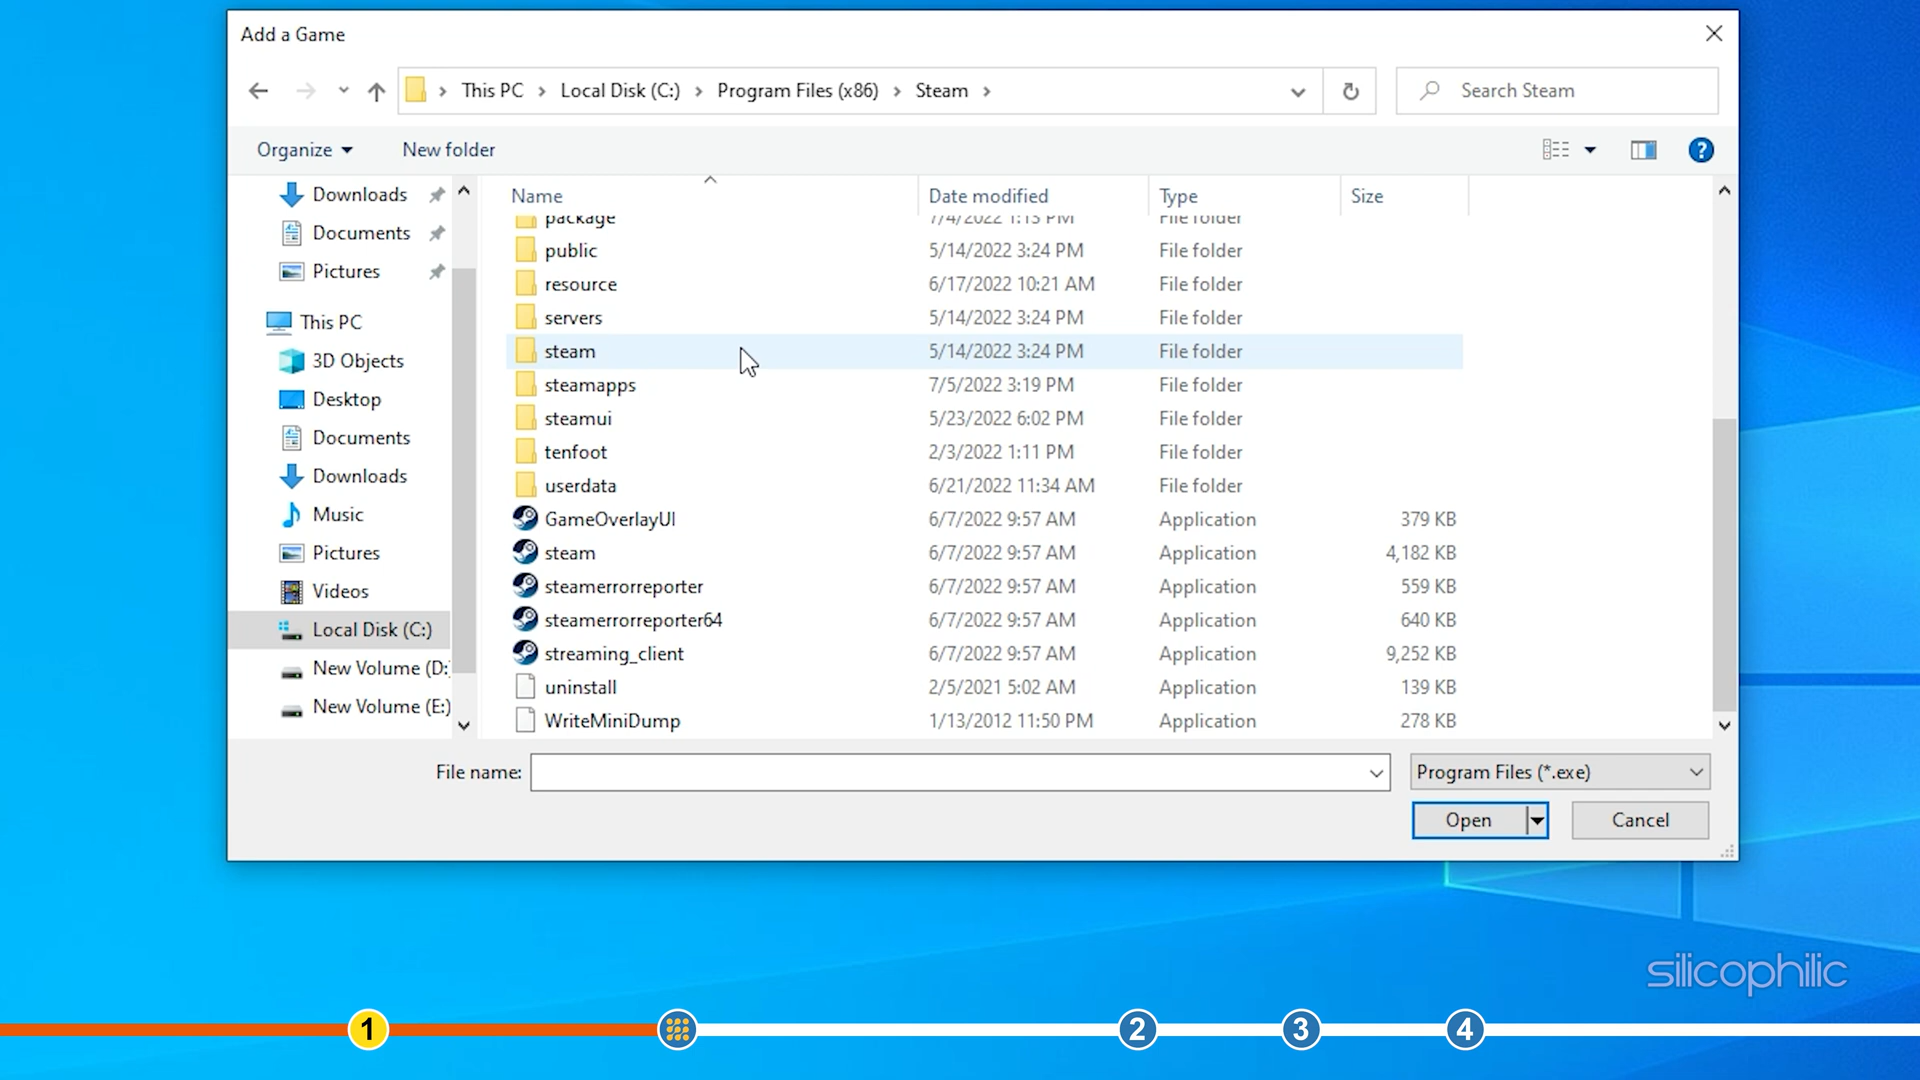 Add a Game
This PC > Local Disk (C:) > Program Files (x86) > Steam >
Search Steam
Organize
New folder
Downloads
Documents
Pictures
This PC
3D Objects
Desktop
Documents
Downloads
Music
Pictures
Videos
Local Disk (C:)
New Volume (D:
New Volume (E:)
Name Date modified Type Size
package 7/4/2022 1:13 PM File folder
public 5/14/2022 3:24 PM File folder
resource 6/17/2022 10:21 AM File folder
servers 5/14/2022 3:24 PM File folder
steam 5/14/2022 3:24 PM File folder
steamapps 7/5/2022 3:19 PM File folder
steamui 5/23/2022 6:02 PM File folder
tenfoot 2/3/2022 1:11 PM File folder
userdata 6/21/2022 11:34 AM File folder
GameOverlayUI 6/7/2022 9:57 AM Application 379 KB
steam 6/7/2022 9:57 AM Application 4,182 KB
steamerrorreporter 6/7/2022 9:57 AM Application 559 KB
steamerrorreporter64 6/7/2022 9:57 AM Application 640 KB
streaming_client 6/7/2022 9:57 AM Application 9,252 KB
uninstall 2/5/2021 5:02 AM Application 139 KB
WriteMiniDump 1/13/2012 11:50 PM Application 278 KB
File name:
Program Files (*.exe)
Open
Cancel
silicophilic
1 2 3 4